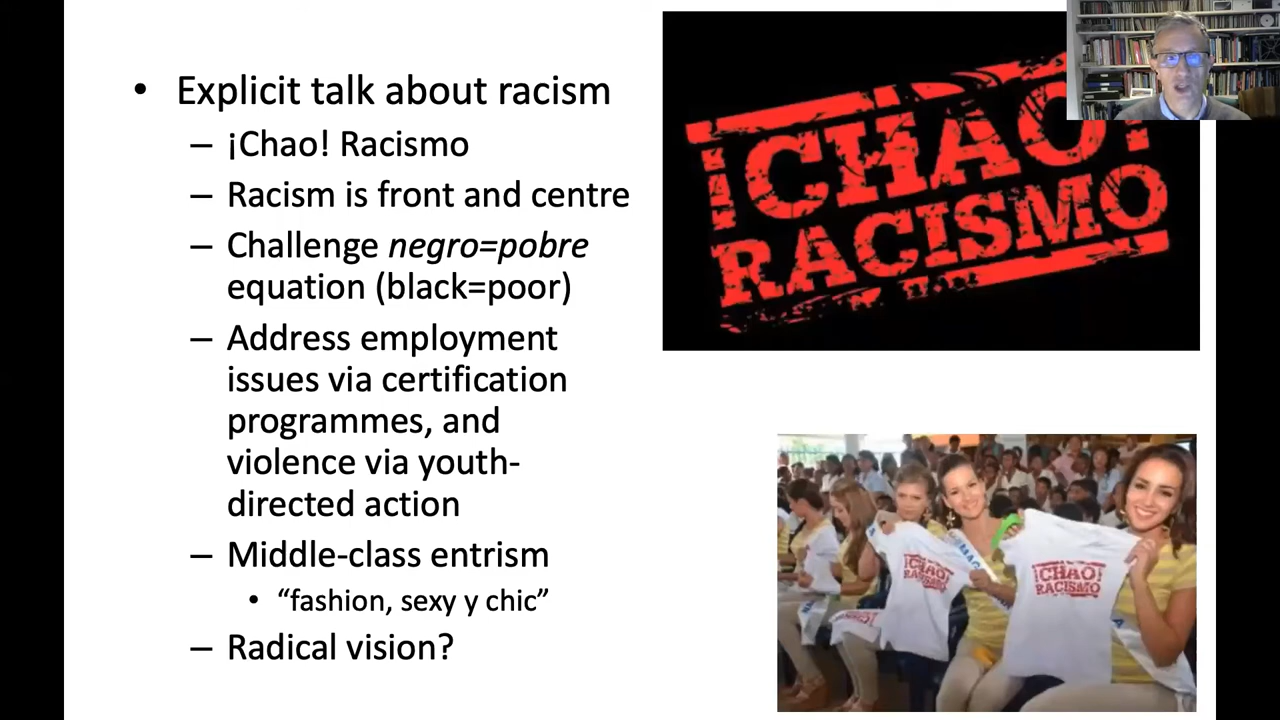 • Explicit talk about racism
– ¡Chao! Racismo
– Racism is front and centre
– Challenge negro=pobre
equation (black=poor)
– Address employment
issues via certification
programmes, and
violence via youth-
directed action
– Middle-class entrism
• “fashion, sexy y chic”
– Radical vision?
¡CHAO!
RACISMO
¡CHAO!
RACISMO
¡CHAO!
RACISMO